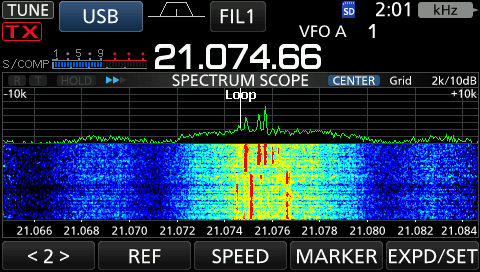 TUNE USB FIL1 SD 2:01 kHz
TX VFO A 1
S/COMP 1 5 9 21.074.66
R T HOLD SPECTRUM SCOPE CENTER Grid 2k/10dB
-10k Loop +10k
21.066 21.068 21.070 21.072 21.074 21.076 21.078 21.080 21.082 21.084
< 2 > REF SPEED MARKER EXPD/SET